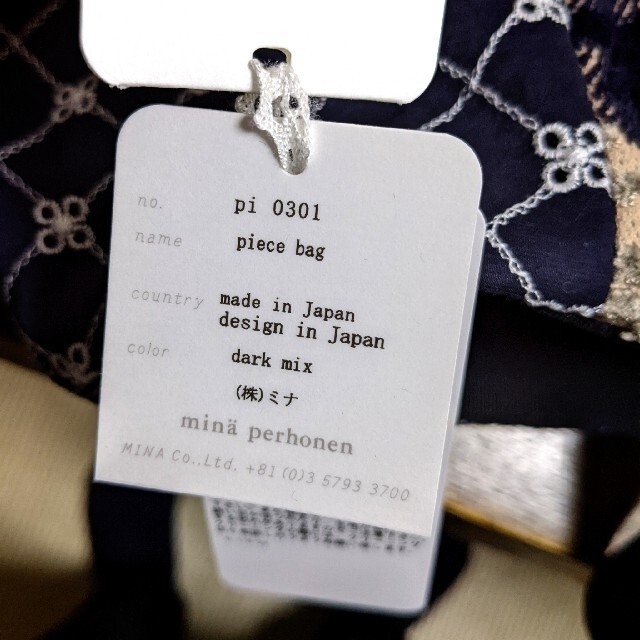 no. pi 0301
name piece bag
country made in Japan
design in Japan
color dark mix
(株)ミナ
minä perhonen
MINA Co.,Ltd. +81(0)3 5793 3700